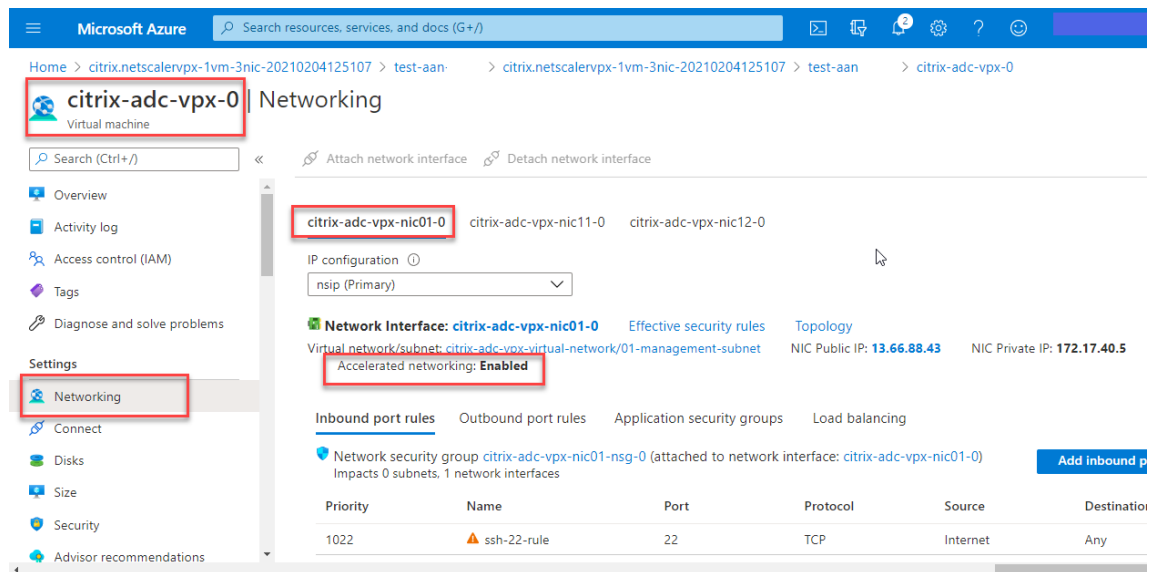 Microsoft Azure
Search resources, services, and docs (G+/)
2
Home > citrix.netscalervpx-1vm-3nic-20210204125107 > test-aan > citrix.netscalervpx-1vm-3nic-20210204125107 > test-aan > citrix-adc-vpx-0
citrix-adc-vpx-0 | Networking
Virtual machine
Search (Ctrl+/)
«
Attach network interface
Detach network interface
Overview
Activity log
Access control (IAM)
Tags
Diagnose and solve problems
Settings
Networking
Connect
Disks
Size
Security
Advisor recommendations
citrix-adc-vpx-nic01-0
citrix-adc-vpx-nic11-0
citrix-adc-vpx-nic12-0
IP configuration
nsip (Primary)
Network Interface: citrix-adc-vpx-nic01-0 Effective security rules Topology
Virtual network/subnet: citrix-adc-vpx-virtual-network/01-management-subnet NIC Public IP: 13.66.88.43 NIC Private IP: 172.17.40.5
Accelerated networking: Enabled
Inbound port rules Outbound port rules Application security groups Load balancing
Network security group citrix-adc-vpx-nic01-nsg-0 (attached to network interface: citrix-adc-vpx-nic01-0)
Impacts 0 subnets, 1 network interfaces
Add inbound p
Priority Name Port Protocol Source Destination
1022 ssh-22-rule 22 TCP Internet Any